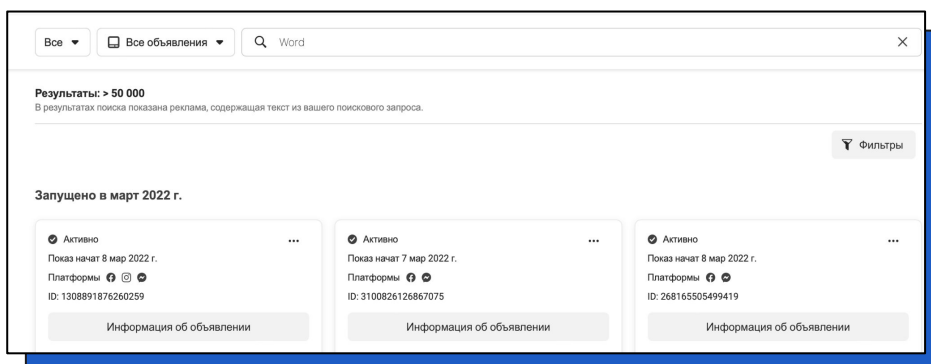 Все Все объявления Word
Результаты: > 50 000
В результатах поиска показана реклама, содержащая текст из вашего поискового запроса.
Фильтры
Запущено в март 2022 г.
Активно
Показ начат 8 мар 2022 г.
Платформы
ID: 1308891876260259
Информация об объявлении
Активно
Показ начат 7 мар 2022 г.
Платформы
ID: 3100826126867075
Информация об объявлении
Активно
Показ начат 8 мар 2022 г.
Платформы
ID: 268165505499419
Информация об объявлении